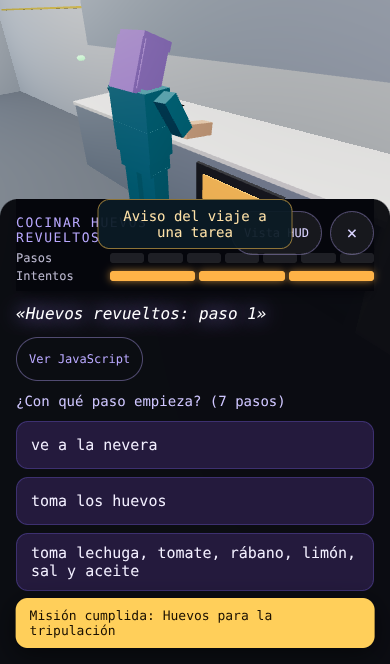 Aviso del viaje a
una tarea
COCINAR HUEVOS
REVUELTOS
Vista HUD
×
Pasos
Intentos
«Huevos revueltos: paso 1»
Ver JavaScript
¿Con qué paso empieza? (7 pasos)
ve a la nevera
toma los huevos
toma lechuga, tomate, rábano, limón,
sal y aceite
Misión cumplida: Huevos para la
tripulación